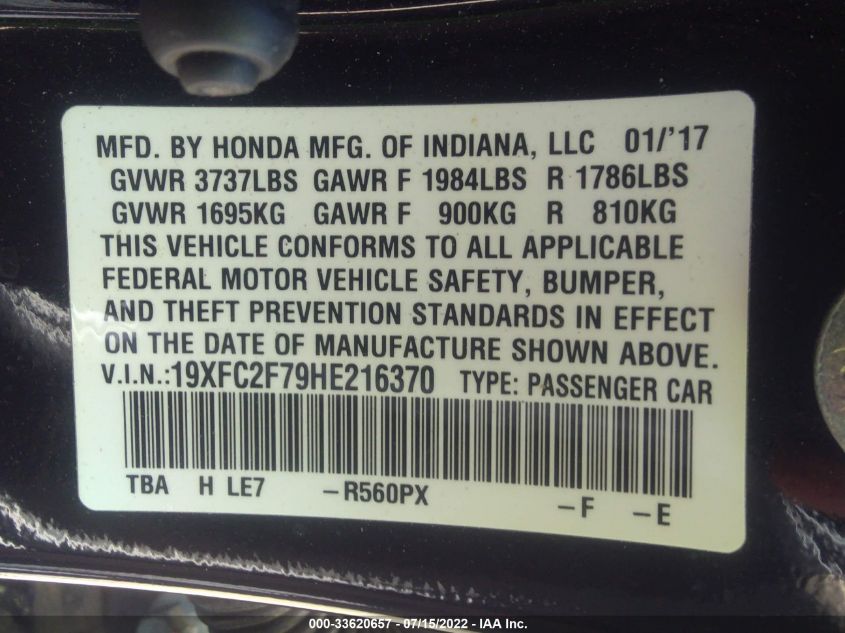 MFD. BY HONDA MFG. OF INDIANA, LLC 01/'17
GVWR 3737LBS GAWR F 1984LBS R 1786LBS
GVWR 1695KG GAWR F 900KG R 810KG
THIS VEHICLE CONFORMS TO ALL APPLICABLE
FEDERAL MOTOR VEHICLE SAFETY, BUMPER,
AND THEFT PREVENTION STANDARDS IN EFFECT
ON THE DATE OF MANUFACTURE SHOWN ABOVE.
V.I.N.:19XFC2F79HE216370 TYPE: PASSENGER CAR
TBA H LE7 -R560PX -F -E
000-33620657 - 07/15/2022 - IAA Inc.